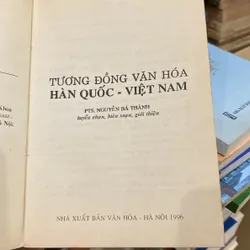 TƯƠNG ĐỒNG VĂN HÓA
HÀN QUỐC - VIỆT NAM
PTS. NGUYỄN BÁ THÀNH
tuyển chọn, biên soạn, giới thiệu
NHÀ XUẤT BẢN VĂN HÓA - HÀ NỘI 1996